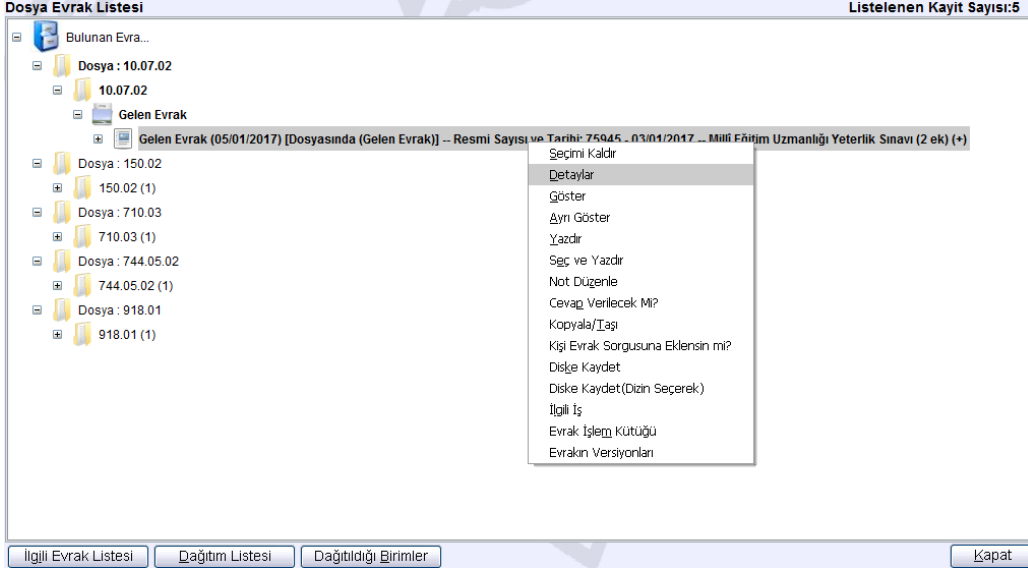 Dosya Evrak Listesi
Listelenen Kayit Sayısı:5
Bulunan Evra...
Dosya : 10.07.02
10.07.02
Gelen Evrak
Gelen Evrak (05/01/2017) [Dosyasında (Gelen Evrak)] -- Resmi Sayısı ve Tarihi: 75945 - 03/01/2017 -- Millî Eğitim Uzmanlığı Yeterlik Sınavı (2 ek) (+)
Dosya : 150.02
150.02 (1)
Dosya : 710.03
710.03 (1)
Dosya : 744.05.02
744.05.02 (1)
Dosya : 918.01
918.01 (1)
Seçimi Kaldır
Detaylar
Göster
Ayrı Göster
Yazdır
Seç ve Yazdır
Not Düzenle
Cevap Verilecek Mi?
Kopyala/Taşı
Kişi Evrak Sorgusuna Eklensin mi?
Diske Kaydet
Diske Kaydet(Dizin Seçerek)
İlgili İş
Evrak İşlem Kütüğü
Evrakın Versiyonları
İlgili Evrak Listesi
Dağıtım Listesi
Dağıtıldığı Birimler
Kapat